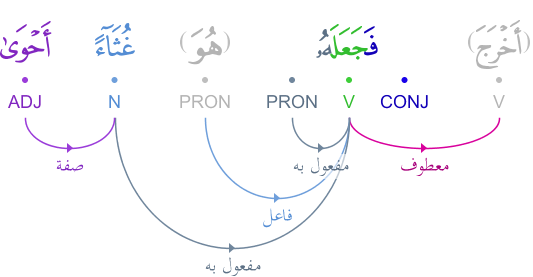 (أَخْرَجَ) فَجَعَلَهُۥ (هُوَ) غُثَآءً أَحْوَىٰ
V CONJ V PRON PRON N ADJ
معطوف مفعول به صفة
فاعل
مفعول به